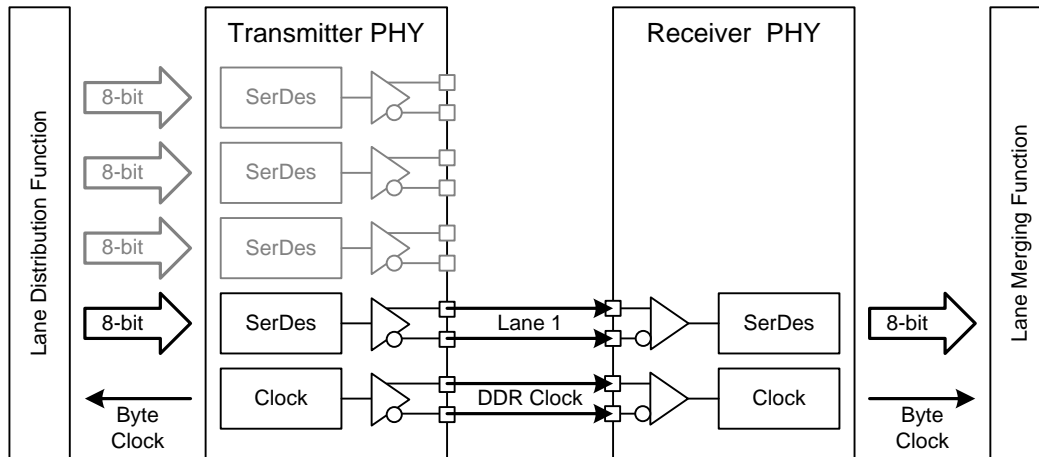 Transmitter PHY
Receiver PHY
Lane Distribution Function
8-bit
SerDes
8-bit
SerDes
8-bit
SerDes
8-bit
SerDes
Lane 1
SerDes
8-bit
Byte
Clock
Clock
DDR Clock
Clock
Byte
Clock
Lane Merging Function